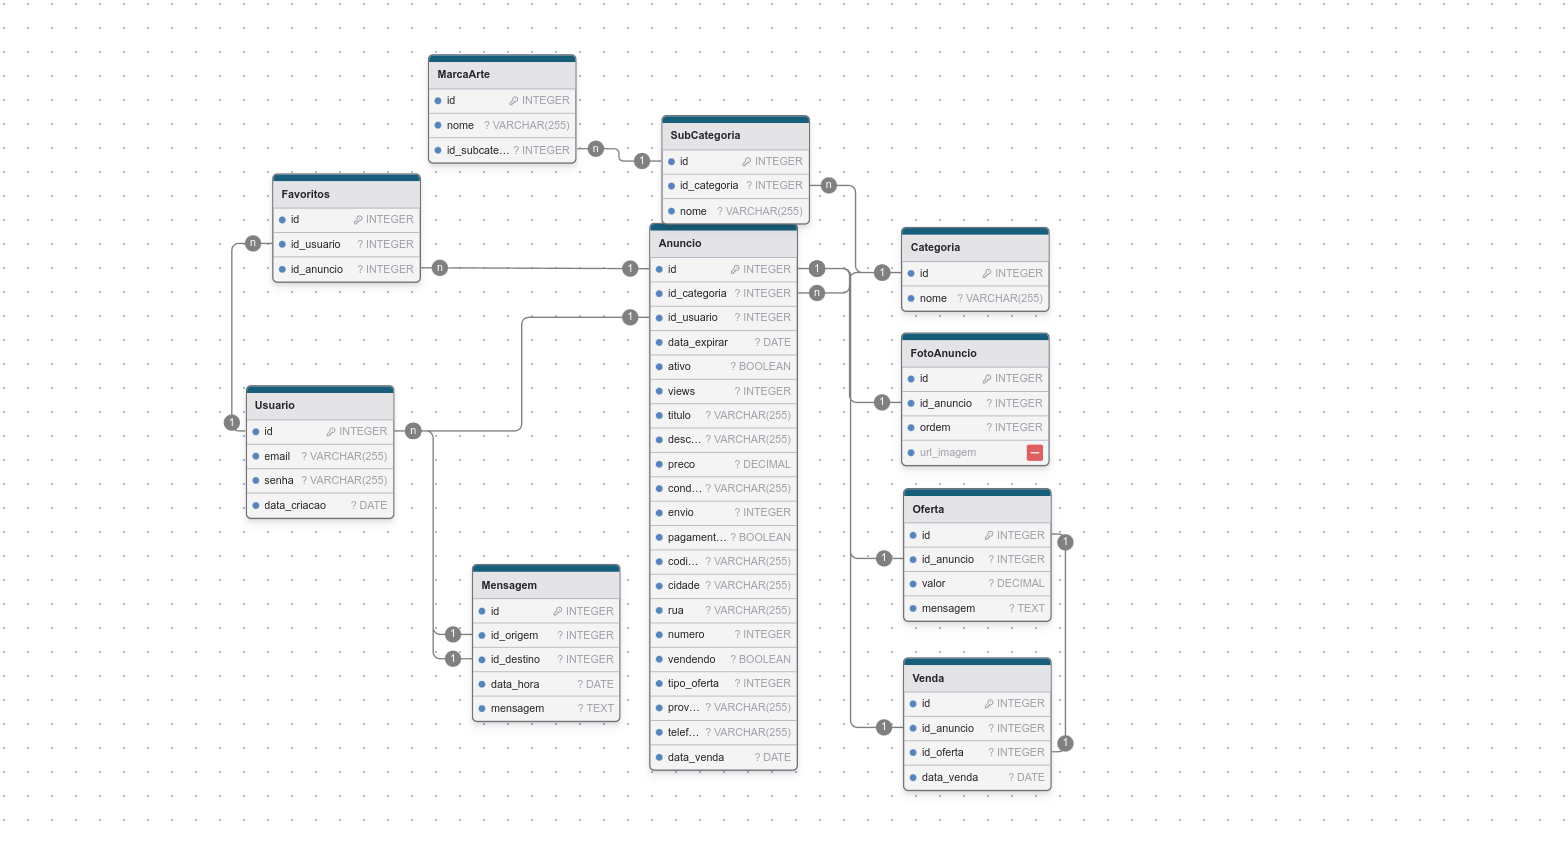 MarcaArte
id INTEGER
nome ? VARCHAR(255)
id_subcate... ? INTEGER
n
1
SubCategoria
id INTEGER
id_categoria ? INTEGER
nome ? VARCHAR(255)
n
Favoritos
id INTEGER
id_usuario ? INTEGER
id_anuncio ? INTEGER
n
n
1
Anuncio
id INTEGER
id_categoria ? INTEGER
id_usuario ? INTEGER
data_expirar ? DATE
ativo ? BOOLEAN
views ? INTEGER
titulo ? VARCHAR(255)
desc... ? VARCHAR(255)
preco ? DECIMAL
cond... ? VARCHAR(255)
envio ? INTEGER
pagament... ? BOOLEAN
codi... ? VARCHAR(255)
cidade ? VARCHAR(255)
rua ? VARCHAR(255)
numero ? INTEGER
vendendo ? BOOLEAN
tipo_oferta ? INTEGER
prov... ? VARCHAR(255)
telef... ? VARCHAR(255)
data_venda ? DATE
1
n
1
1
Categoria
id INTEGER
nome ? VARCHAR(255)
FotoAnuncio
id INTEGER
id_anuncio ? INTEGER
ordem ? INTEGER
url_imagem
1
Usuario
id INTEGER
email ? VARCHAR(255)
senha ? VARCHAR(255)
data_criacao ? DATE
1
n
Mensagem
id INTEGER
id_origem ? INTEGER
id_destino ? INTEGER
data_hora ? DATE
mensagem ? TEXT
1
1
Oferta
id INTEGER
id_anuncio ? INTEGER
valor ? DECIMAL
mensagem ? TEXT
1
1
Venda
id INTEGER
id_anuncio ? INTEGER
id_oferta ? INTEGER
data_venda ? DATE
1
1